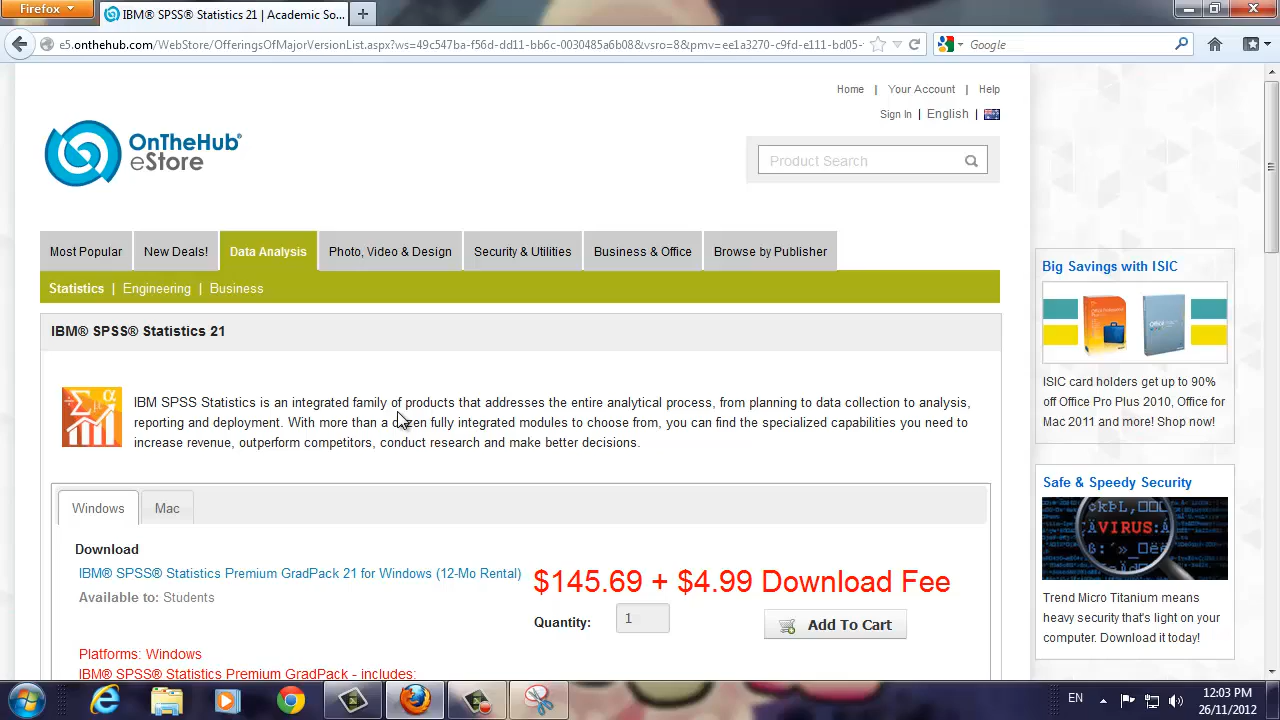 Firefox
IBM® SPSS® Statistics 21 | Academic So...
e5.onthehub.com/WebStore/OfferingsOfMajorVersionList.aspx?ws=49c547ba-f56d-dd11-bb6c-0030485a6b08&vsro=8&pmv=ee1a3270-c9fd-e111-bd05-
Google
Home | Your Account | Help
Sign In | English
OnTheHub®
eStore
Product Search
Most Popular
New Deals!
Data Analysis
Photo, Video & Design
Security & Utilities
Business & Office
Browse by Publisher
Statistics | Engineering | Business
IBM® SPSS® Statistics 21
IBM SPSS Statistics is an integrated family of products that addresses the entire analytical process, from planning to data collection to analysis,
reporting and deployment. With more than a dozen fully integrated modules to choose from, you can find the specialized capabilities you need to
increase revenue, outperform competitors, conduct research and make better decisions.
Windows
Mac
Download
IBM® SPSS® Statistics Premium GradPack 21 Windows (12-Mo Rental)
Available to: Students
$145.69 + $4.99 Download Fee
Quantity:
1
Add To Cart
Platforms: Windows
IBM® SPSS® Statistics Premium GradPack - includes:
Big Savings with ISIC
ISIC card holders get up to 90%
off Office Pro Plus 2010, Office for
Mac 2011 and more! Shop now!
Safe & Speedy Security
VIRUS
Trend Micro Titanium means
heavy security that's light on your
computer. Download it today!
EN
12:03 PM
26/11/2012